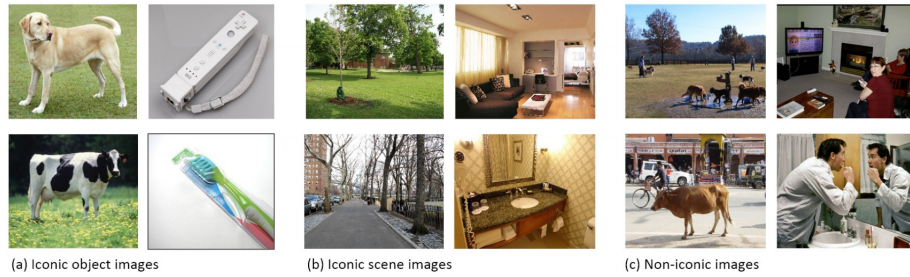 (a) Iconic object images
(b) Iconic scene images
(c) Non-iconic images